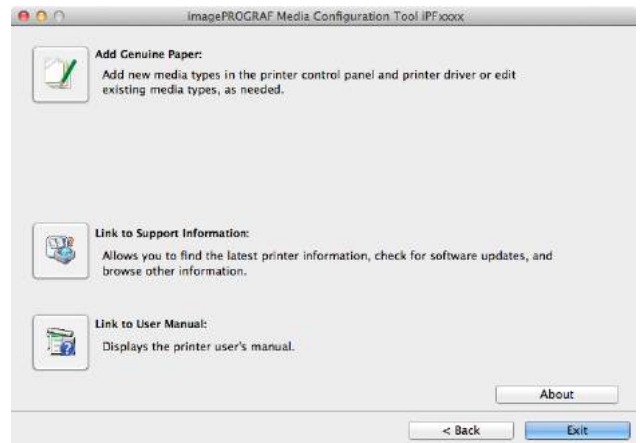 imagePROGRAF Media Configuration Tool iPFxxxx
Add Genuine Paper:
Add new media types in the printer control panel and printer driver or edit
existing media types, as needed.
Link to Support Information:
Allows you to find the latest printer information, check for software updates, and
browse other information.
Link to User Manual:
Displays the printer user's manual.
About
< Back
Exit